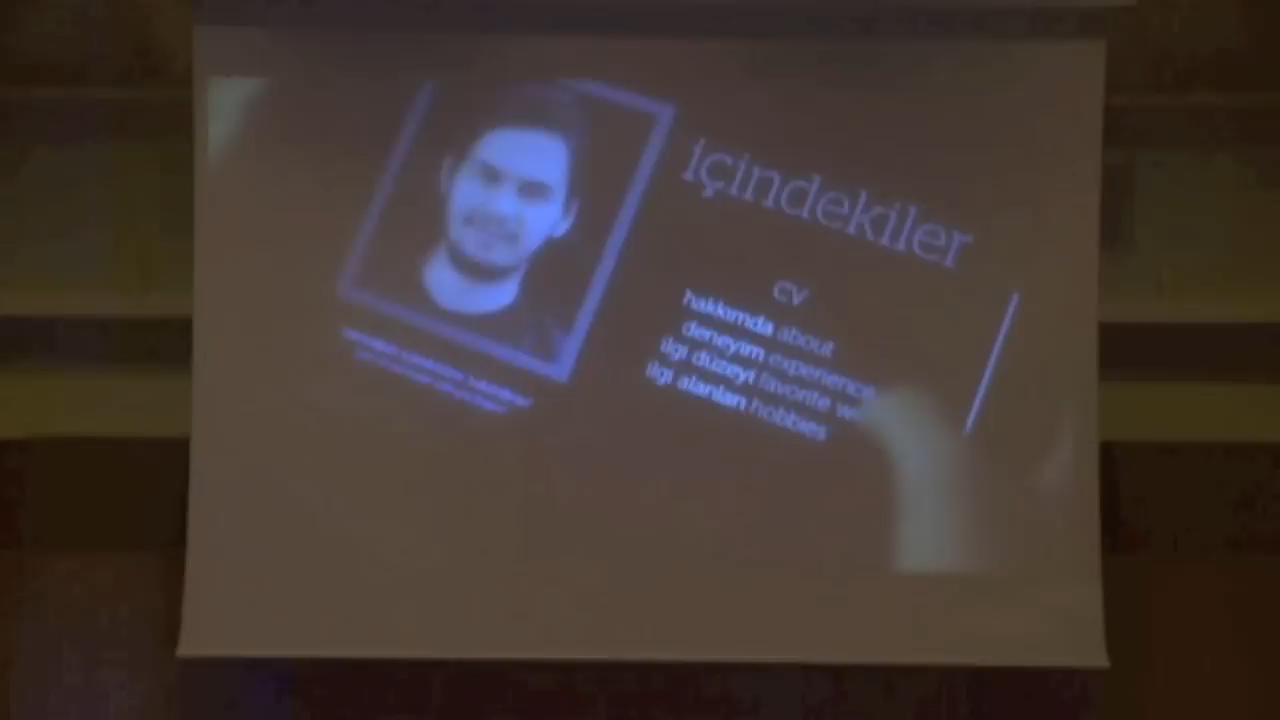 içindekiler
cv
hakkımda about
deneyim experience
ilgi düzeyi favorite
ilgi alanları hobbies